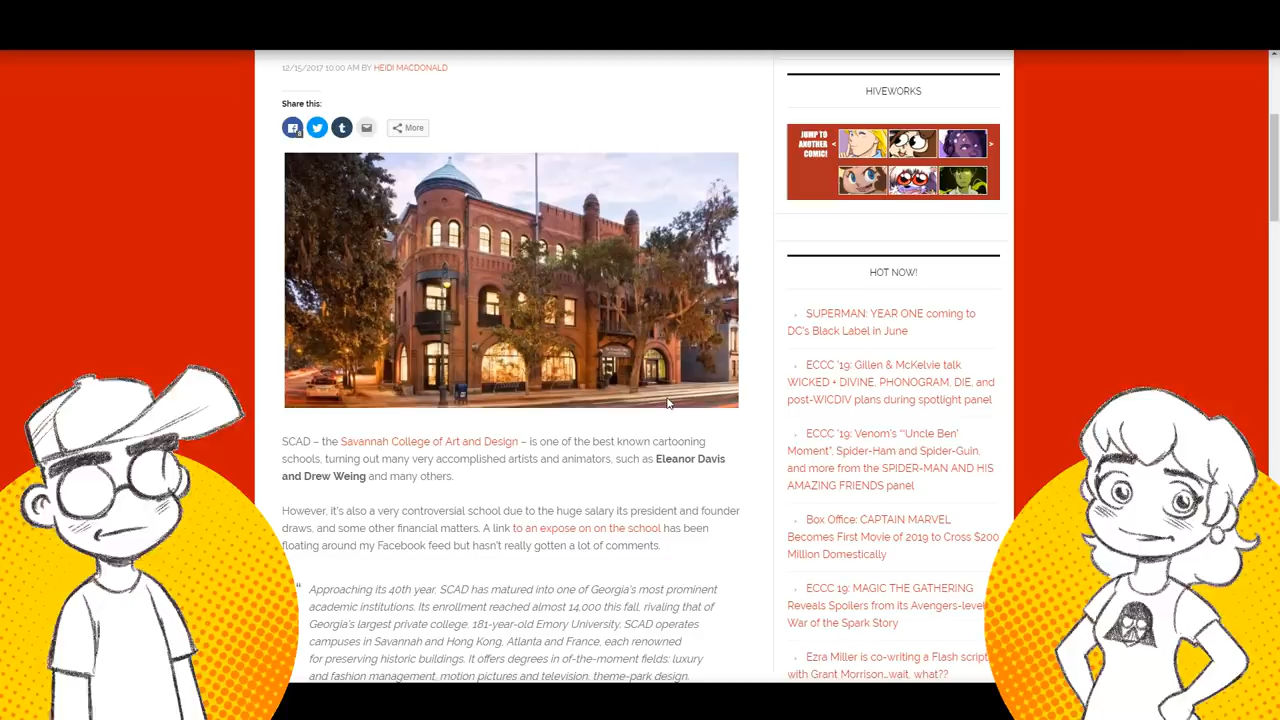 12/15/2017 10:00 AM BY HEIDI MACDONALD
Share this:
8
More
SCAD – the Savannah College of Art and Design – is one of the best known cartooning
schools, turning out many very accomplished artists and animators, such as Eleanor Davis
and Drew Weing and many others.
However, it's also a very controversial school due to the huge salary its president and founder
draws, and some other financial matters. A link to an expose on on the school has been
floating around my Facebook feed but hasn't really gotten a lot of comments.
Approaching its 40th year, SCAD has matured into one of Georgia's most prominent
academic institutions. Its enrollment reached almost 14,000 this fall, rivaling that of
Georgia's largest private college, 181-year-old Emory University. SCAD operates
campuses in Savannah and Hong Kong, Atlanta and France, each renowned
for preserving historic buildings. It offers degrees in of-the-moment fields: luxury
and fashion management, motion pictures and television, theme-park design,
HIVEWORKS
JUMP TO
ANOTHER
COMIC!
HOT NOW!
SUPERMAN: YEAR ONE coming to
DC's Black Label in June
ECCC '19: Gillen & McKelvie talk
WICKED + DIVINE, PHONOGRAM, DIE, and
post-WICDIV plans during spotlight panel
ECCC '19: Venom's "'Uncle Ben'
Moment", Spider-Ham and Spider-Guin,
and more from the SPIDER-MAN AND HIS
AMAZING FRIENDS panel
Box Office: CAPTAIN MARVEL
Becomes First Movie of 2019 to Cross $200
Million Domestically
ECCC 19: MAGIC THE GATHERING
Reveals Spoilers from its Avengers-level
War of the Spark Story
Ezra Miller is co-writing a Flash script
with Grant Morrison…wait, what??